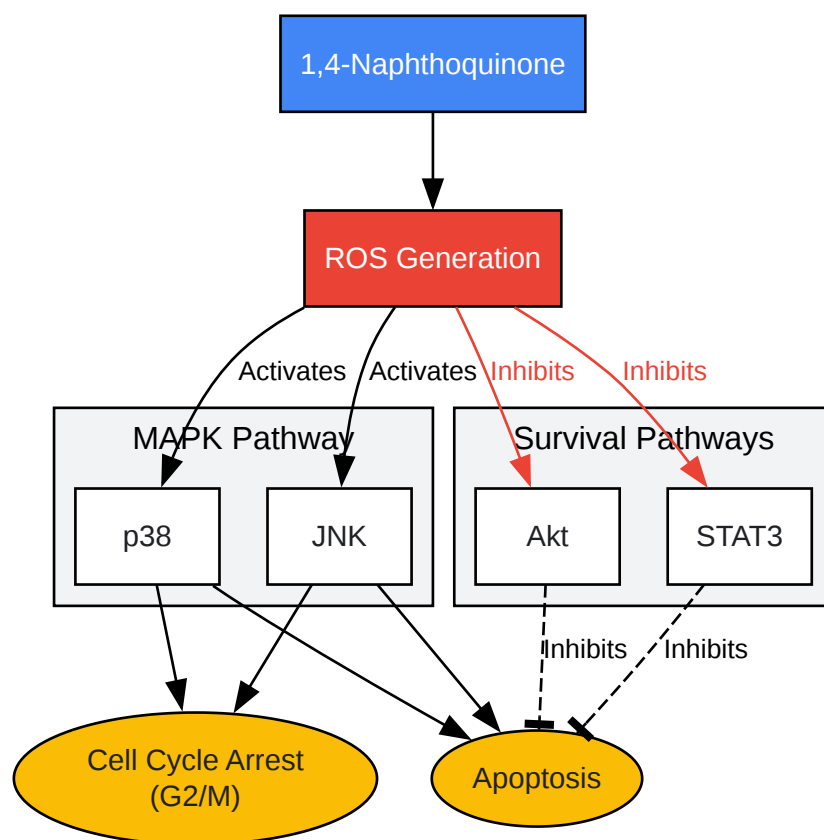 1,4-Naphthoquinone
ROS Generation
Activates
Activates
Inhibits
Inhibits
MAPK Pathway
Survival Pathways
p38
JNK
Akt
STAT3
Inhibits
Inhibits
Cell Cycle Arrest
(G2/M)
Apoptosis